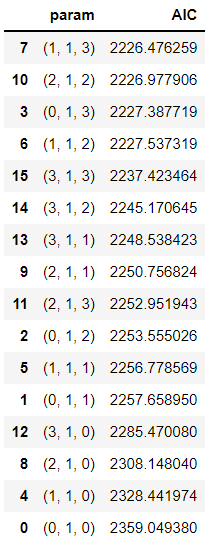 param AIC
7 (1, 1, 3) 2226.476259
10 (2, 1, 2) 2226.977906
3 (0, 1, 3) 2227.387719
6 (1, 1, 2) 2227.537319
15 (3, 1, 3) 2237.423464
14 (3, 1, 2) 2245.170645
13 (3, 1, 1) 2248.538423
9 (2, 1, 1) 2250.756824
11 (2, 1, 3) 2252.951943
2 (0, 1, 2) 2253.555026
5 (1, 1, 1) 2256.778569
1 (0, 1, 1) 2257.658950
12 (3, 1, 0) 2285.470080
8 (2, 1, 0) 2308.148040
4 (1, 1, 0) 2328.441974
0 (0, 1, 0) 2359.049380